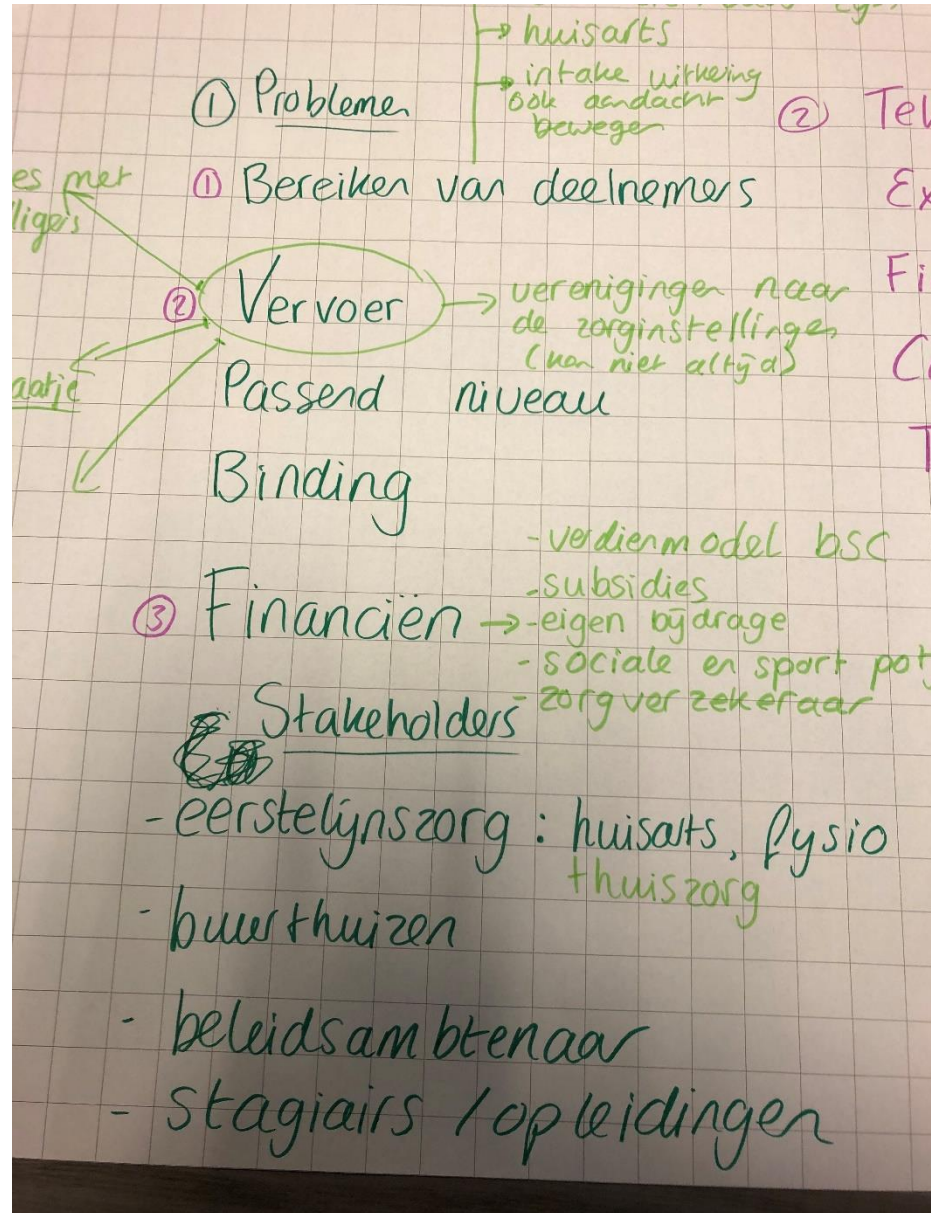 → huisarts
→ intake uitkering
ook aandacht
bewegen
① Problemen
② Tel
es met
ligers
① Bereiken van deelnemers
Ex
② Vervoer → verenigingen naar
de zorginstellingen
(kan niet altijd)
Fi
aatje
Passend niveau
Binding
③ Financiën →
- verdienmodel bsc
- subsidies
- eigen bijdrage
- sociale en sport pot
- zorgverzekeraar
Stakeholders
- eerstelijnszorg : huisarts, fysio
thuiszorg
- buurthuizen
- beleidsambtenaar
- stagiairs / opleidingen